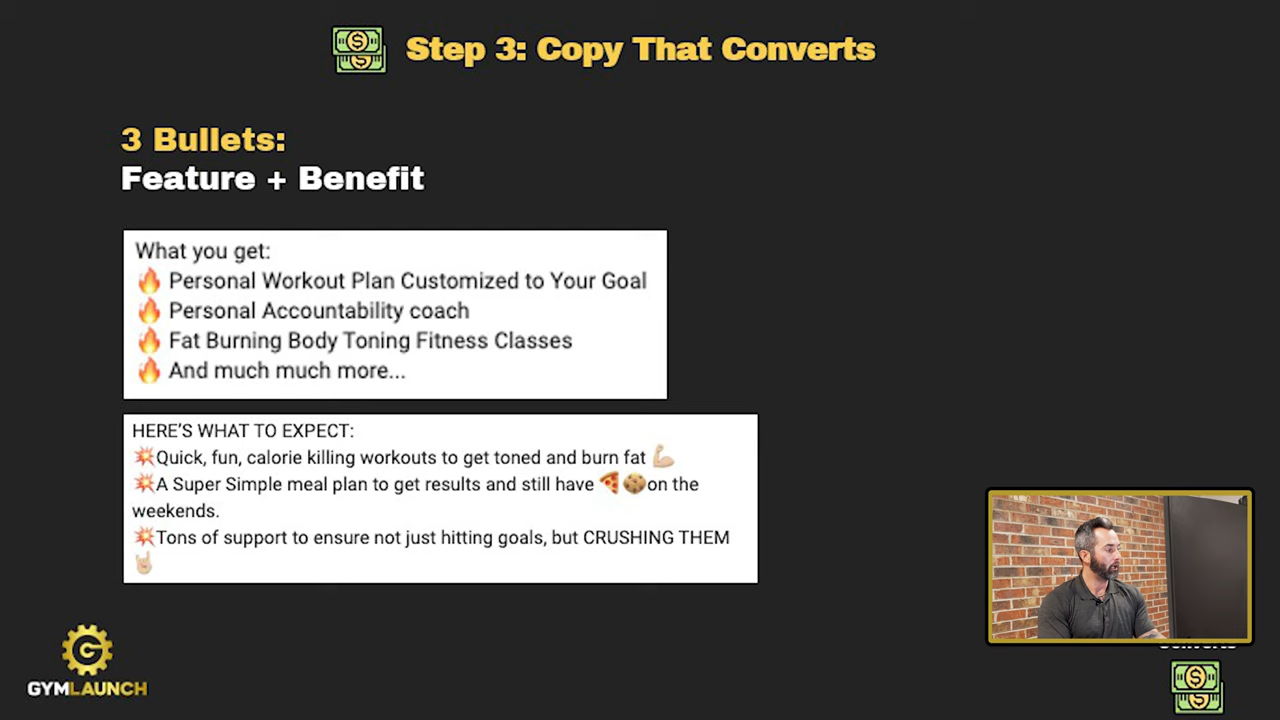 Step 3: Copy That Converts
3 Bullets:
Feature + Benefit
What you get:
🔥 Personal Workout Plan Customized to Your Goal
🔥 Personal Accountability coach
🔥 Fat Burning Body Toning Fitness Classes
🔥 And much much more...
HERE'S WHAT TO EXPECT:
💥Quick, fun, calorie killing workouts to get toned and burn fat 💪🏼
💥A Super Simple meal plan to get results and still have 🍕🍪on the
weekends.
💥Tons of support to ensure not just hitting goals, but CRUSHING THEM
🤘🏼
GYMLAUNCH